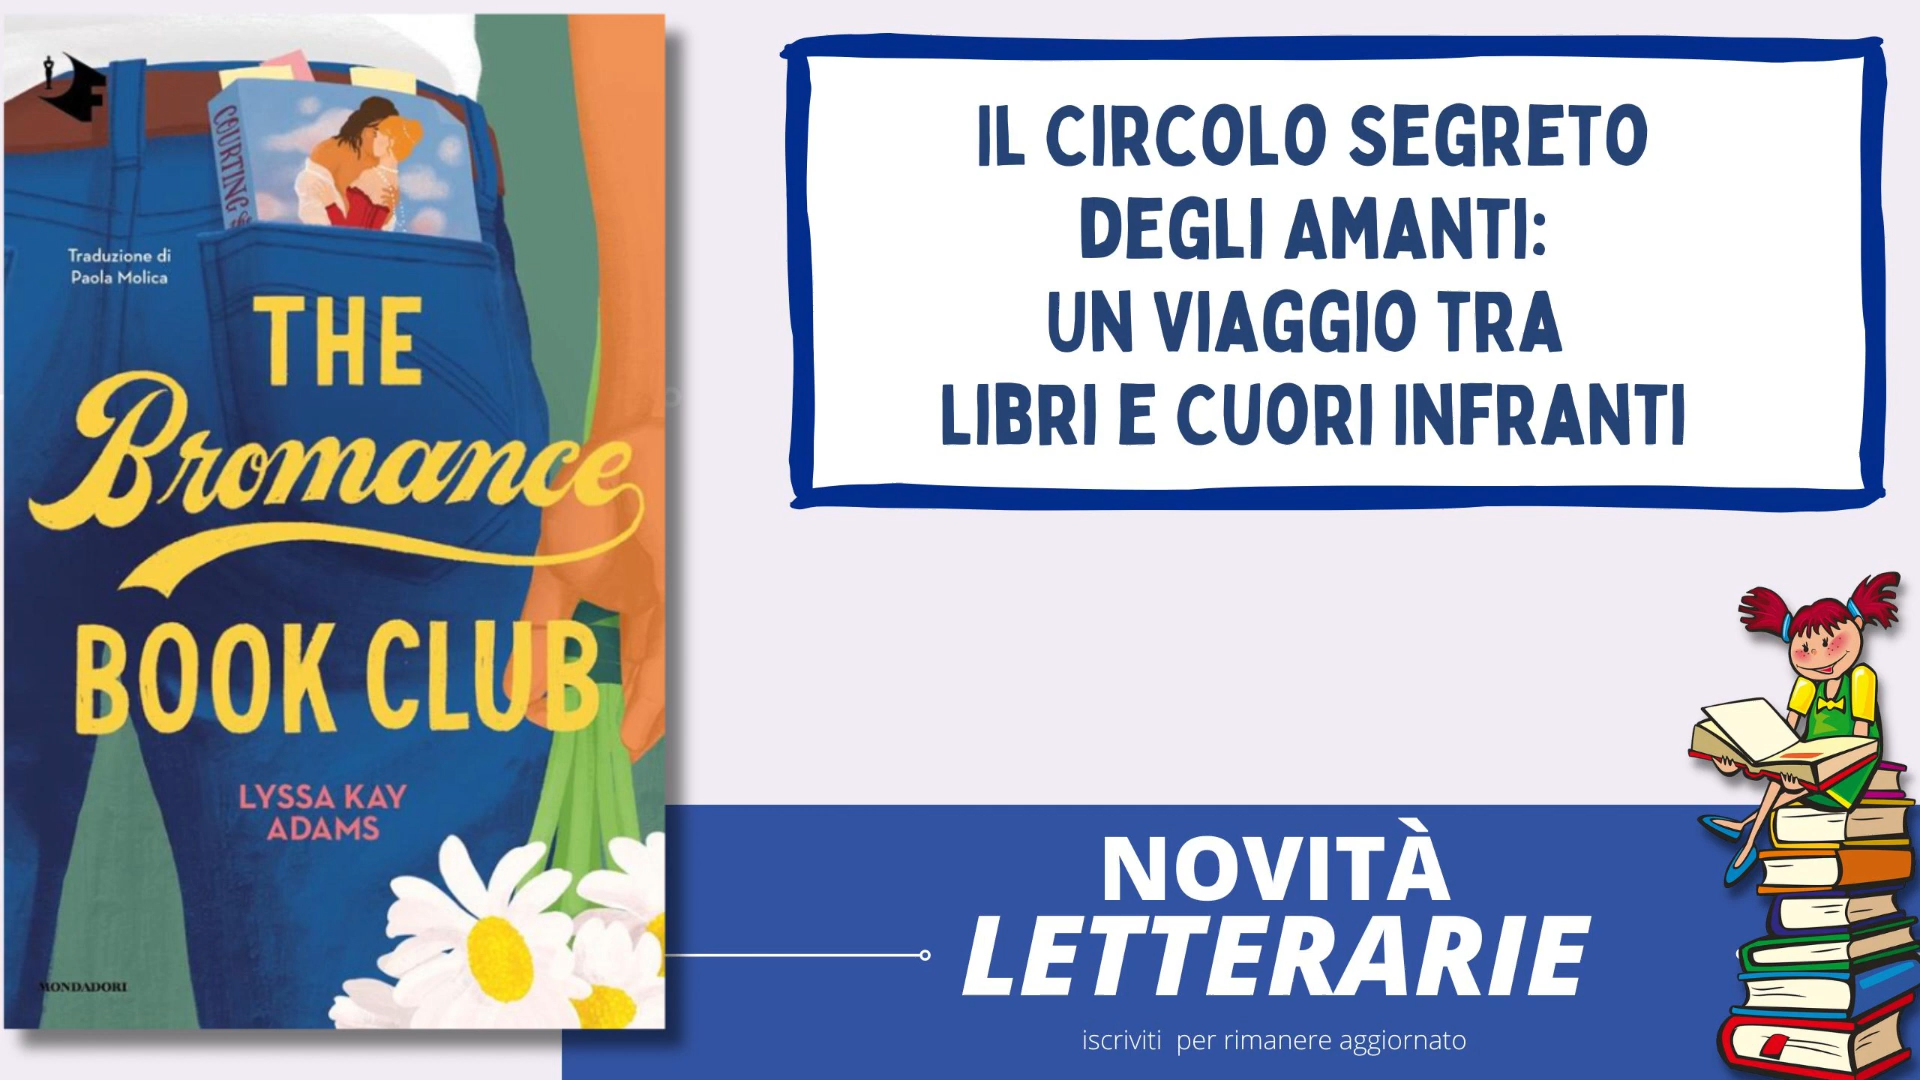 Traduzione di
Paola Molica
COURTING
THE
Bromance
BOOK CLUB
LYSSA KAY
ADAMS
MONDADORI
IL CIRCOLO SEGRETO
DEGLI AMANTI:
UN VIAGGIO TRA
LIBRI E CUORI INFRANTI
NOVITÀ
LETTERARIE
iscriviti per rimanere aggiornato